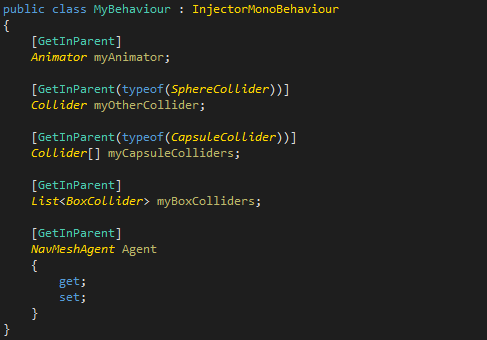 public class MyBehaviour : InjectorMonoBehaviour
{
    [GetInParent]
    Animator myAnimator;

    [GetInParent(typeof(SphereCollider))]
    Collider myOtherCollider;

    [GetInParent(typeof(CapsuleCollider))]
    Collider[] myCapsuleColliders;

    [GetInParent]
    List<BoxCollider> myBoxColliders;

    [GetInParent]
    NavMeshAgent Agent
    {
        get;
        set;
    }
}